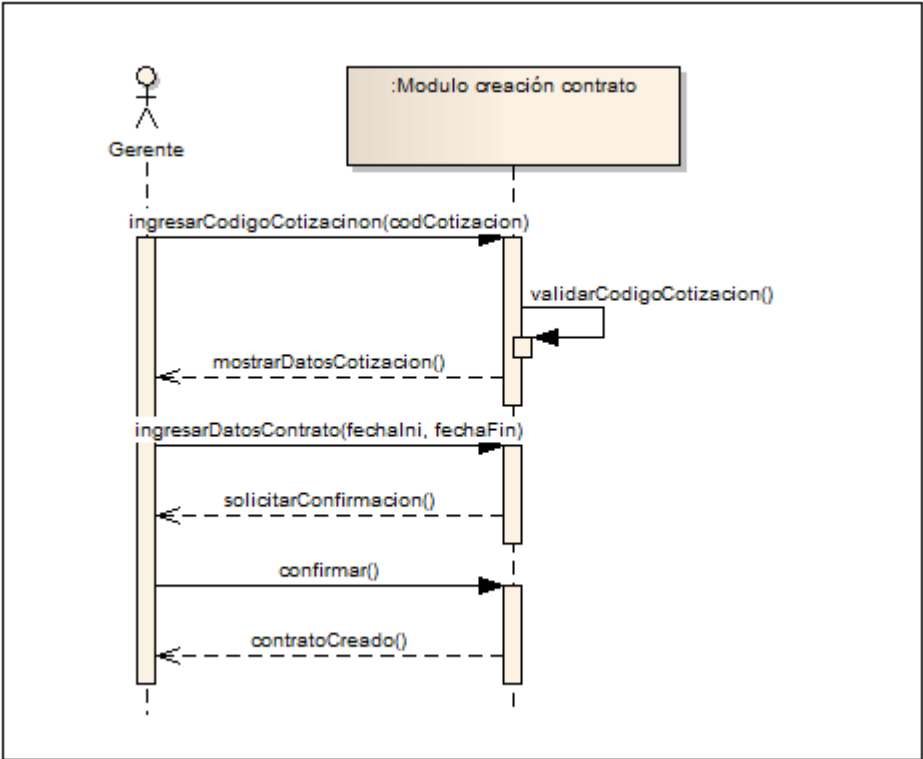 :Modulo creación contrato
Gerente
ingresarCodigoCotizacinon(codCotizacion)
validarCodigoCotizacion()
mostrarDatosCotizacion()
ingresarDatosContrato(fechaIni, fechaFin)
solicitarConfirmacion()
confirmar()
contratoCreado()